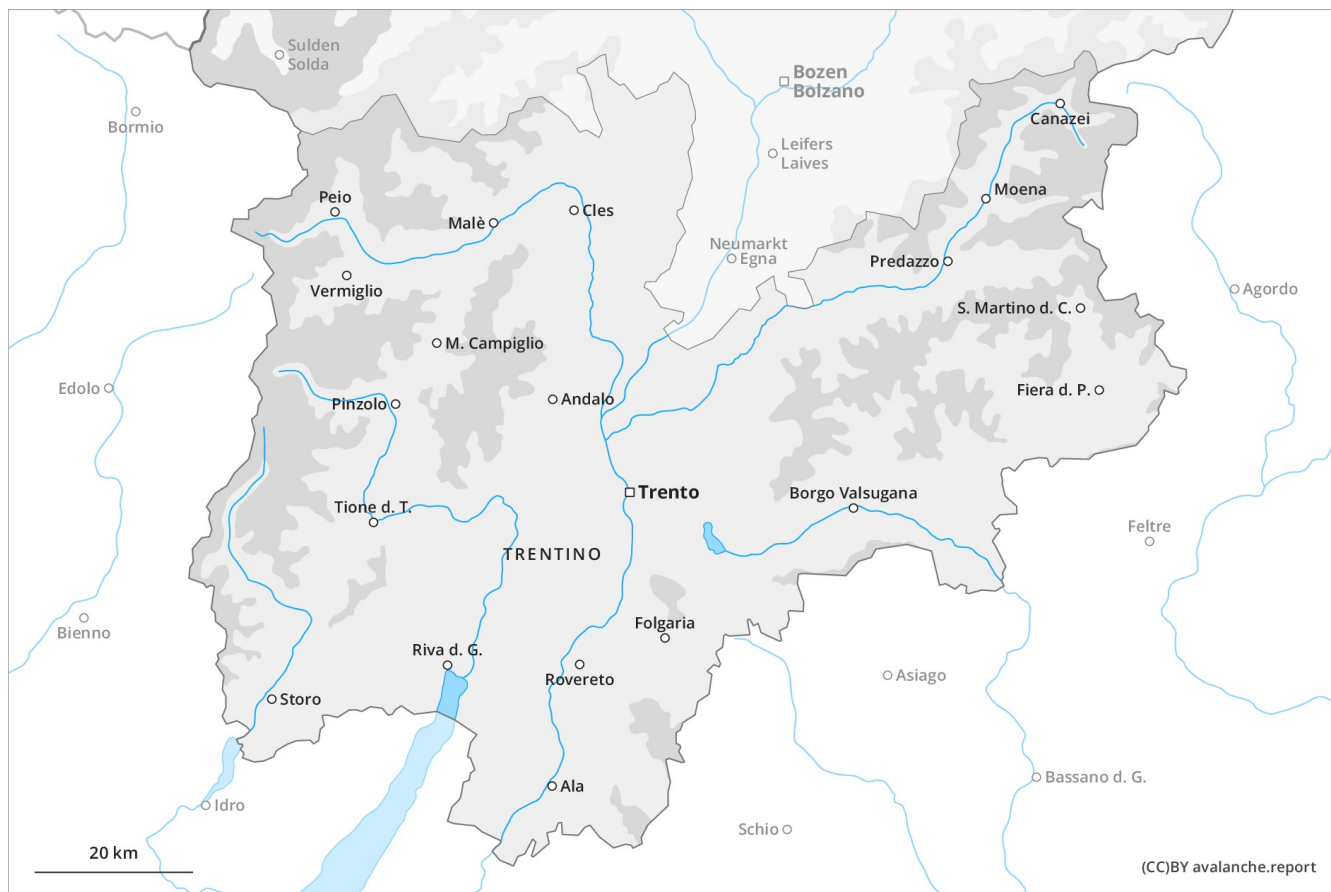 Sulden
Solda
Bozen
Bolzano
Bormio
Canazei
Leifers
Laives
Peio
Malè
Cles
Moena
Neumarkt
Egna
Predazzo
Vermiglio
Agordo
S. Martino d. C.
M. Campiglio
Edolo
Pinzolo
Andalo
Fiera d. P.
Trento
Borgo Valsugana
Tione d. T.
Feltre
TRENTINO
Bienno
Folgaria
Riva d. G.
Rovereto
Asiago
Storo
Bassano d. G.
Ala
Idro
Schio
20 km
(CC)BY avalanche.report